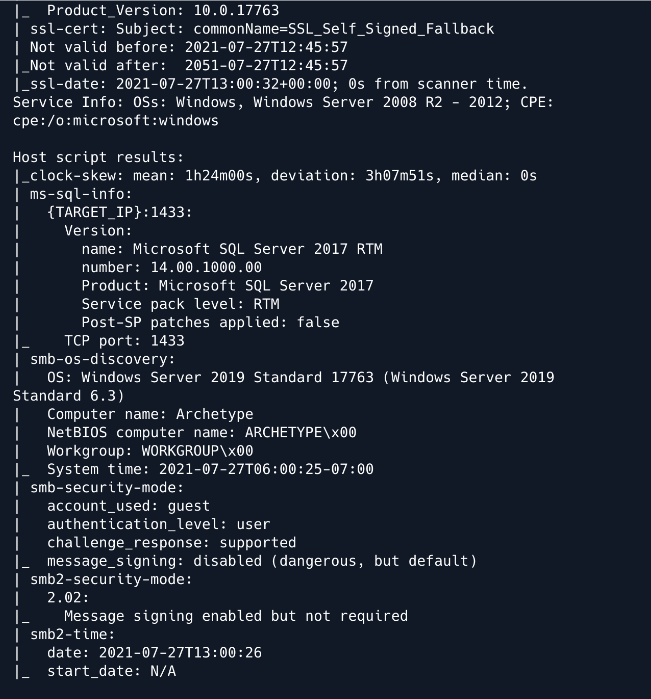 |_  Product_Version: 10.0.17763
| ssl-cert: Subject: commonName=SSL_Self_Signed_Fallback
| Not valid before: 2021-07-27T12:45:57
|_Not valid after:  2051-07-27T12:45:57
|_ssl-date: 2021-07-27T13:00:32+00:00; 0s from scanner time.
Service Info: OSs: Windows, Windows Server 2008 R2 - 2012; CPE:
cpe:/o:microsoft:windows

Host script results:
|_clock-skew: mean: 1h24m00s, deviation: 3h07m51s, median: 0s
| ms-sql-info:
|   {TARGET_IP}:1433:
|     Version:
|       name: Microsoft SQL Server 2017 RTM
|       number: 14.00.1000.00
|       Product: Microsoft SQL Server 2017
|       Service pack level: RTM
|       Post-SP patches applied: false
|_    TCP port: 1433
| smb-os-discovery:
|   OS: Windows Server 2019 Standard 17763 (Windows Server 2019
Standard 6.3)
|   Computer name: Archetype
|   NetBIOS computer name: ARCHETYPE\x00
|   Workgroup: WORKGROUP\x00
|_  System time: 2021-07-27T06:00:25-07:00
| smb-security-mode:
|   account_used: guest
|   authentication_level: user
|   challenge_response: supported
|_  message_signing: disabled (dangerous, but default)
| smb2-security-mode:
|   2.02:
|_    Message signing enabled but not required
| smb2-time:
|   date: 2021-07-27T13:00:26
|_  start_date: N/A